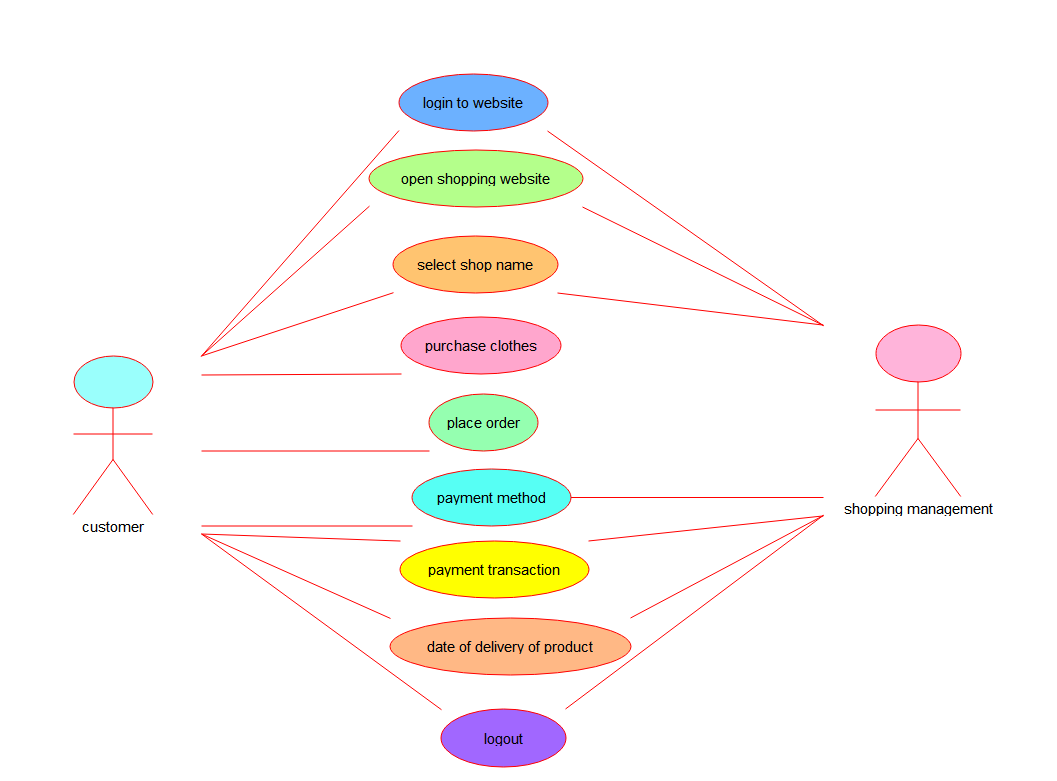 login to website
open shopping website
select shop name
purchase clothes
place order
payment method
payment transaction
date of delivery of product
logout
customer
shopping management